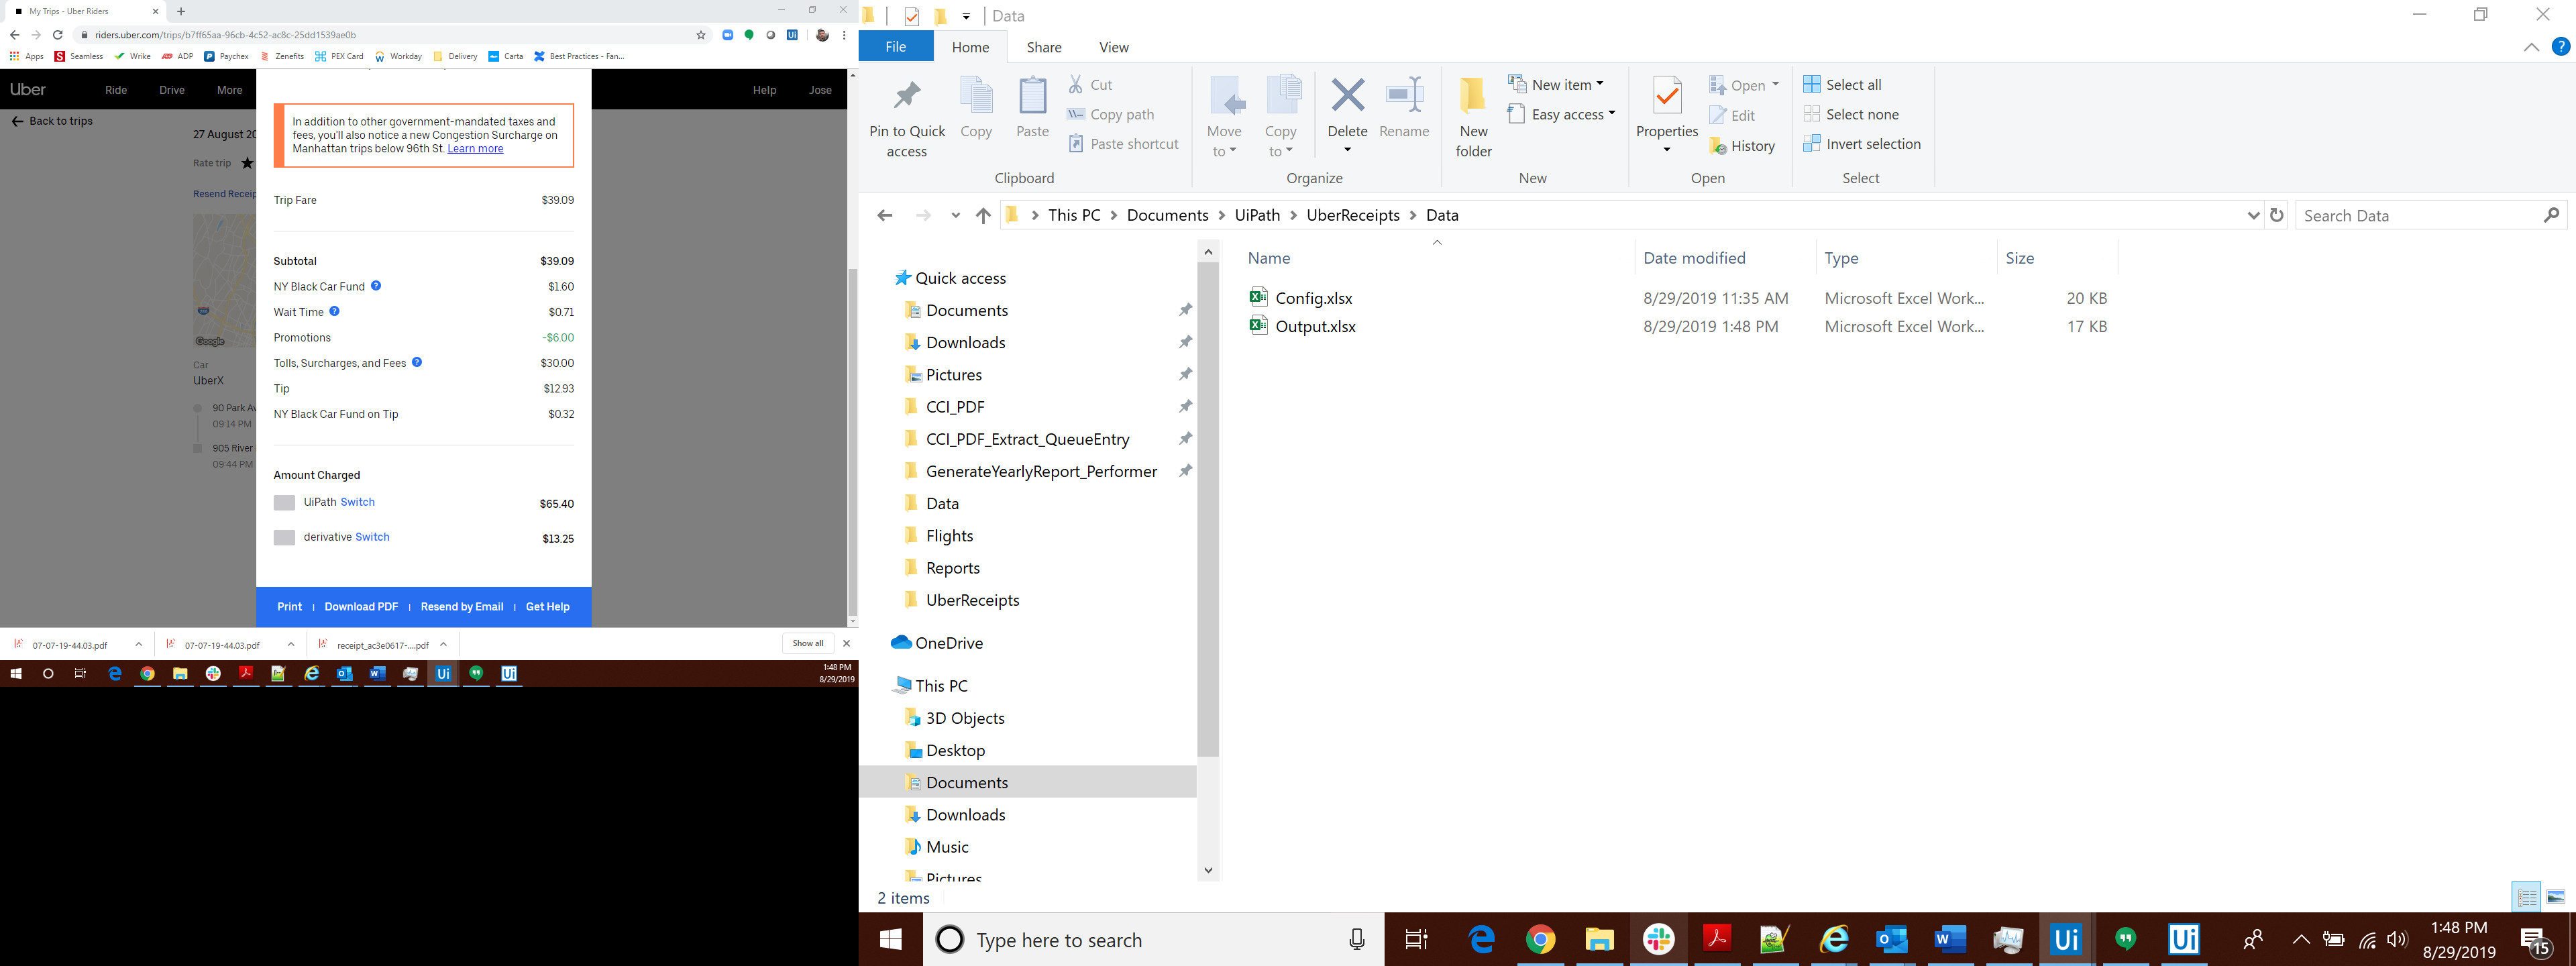 My Trips - Uber Riders
riders.uber.com/trips/b7ff65aa-96cb-4c52-ac8c-25dd1539ae0b
Apps Seamless Wrike ADP Paychex Zenefits PEX Card Workday Delivery Carta Best Practices - Fan...
Uber Ride Drive More Help Jose
Back to trips
27 August 20
Rate trip
Resend Receip
Google
Car
UberX
90 Park Av
09:14 PM
905 River
09:44 PM
In addition to other government-mandated taxes and
fees, you'll also notice a new Congestion Surcharge on
Manhattan trips below 96th St. Learn more
Trip Fare $39.09
Subtotal $39.09
NY Black Car Fund ? $1.60
Wait Time ? $0.71
Promotions -$6.00
Tolls, Surcharges, and Fees ? $30.00
Tip $12.93
NY Black Car Fund on Tip $0.32
Amount Charged
UiPath Switch $65.40
derivative Switch $13.25
Print | Download PDF | Resend by Email | Get Help
07-07-19-44.03.pdf 07-07-19-44.03.pdf receipt_ac3e0617-....pdf Show all
Ui Ui
1:48 PM
8/29/2019
Data
File Home Share View
Pin to Quick
access
Copy
Paste
Cut
Copy path
Paste shortcut
Clipboard
Move
to
Copy
to
Delete
Rename
Organize
New
folder
New item
Easy access
New
Properties
Open
Edit
History
Open
Select all
Select none
Invert selection
Select
This PC > Documents > UiPath > UberReceipts > Data
Search Data
Name Date modified Type Size
Config.xlsx 8/29/2019 11:35 AM Microsoft Excel Work... 20 KB
Output.xlsx 8/29/2019 1:48 PM Microsoft Excel Work... 17 KB
Quick access
Documents
Downloads
Pictures
CCI_PDF
CCI_PDF_Extract_QueueEntry
GenerateYearlyReport_Performer
Data
Flights
Reports
UberReceipts
OneDrive
This PC
3D Objects
Desktop
Documents
Downloads
Music
Pictures
2 items
Type here to search
Ui Ui
1:48 PM
8/29/2019
15